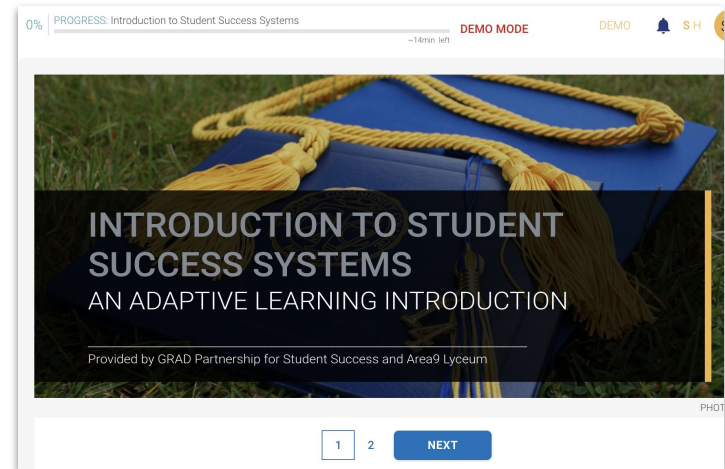 0% PROGRESS: Introduction to Student Success Systems
~14min left
DEMO MODE
DEMO
S H
INTRODUCTION TO STUDENT
SUCCESS SYSTEMS
AN ADAPTIVE LEARNING INTRODUCTION
Provided by GRAD Partnership for Student Success and Area9 Lyceum
PHOT
1 2 NEXT